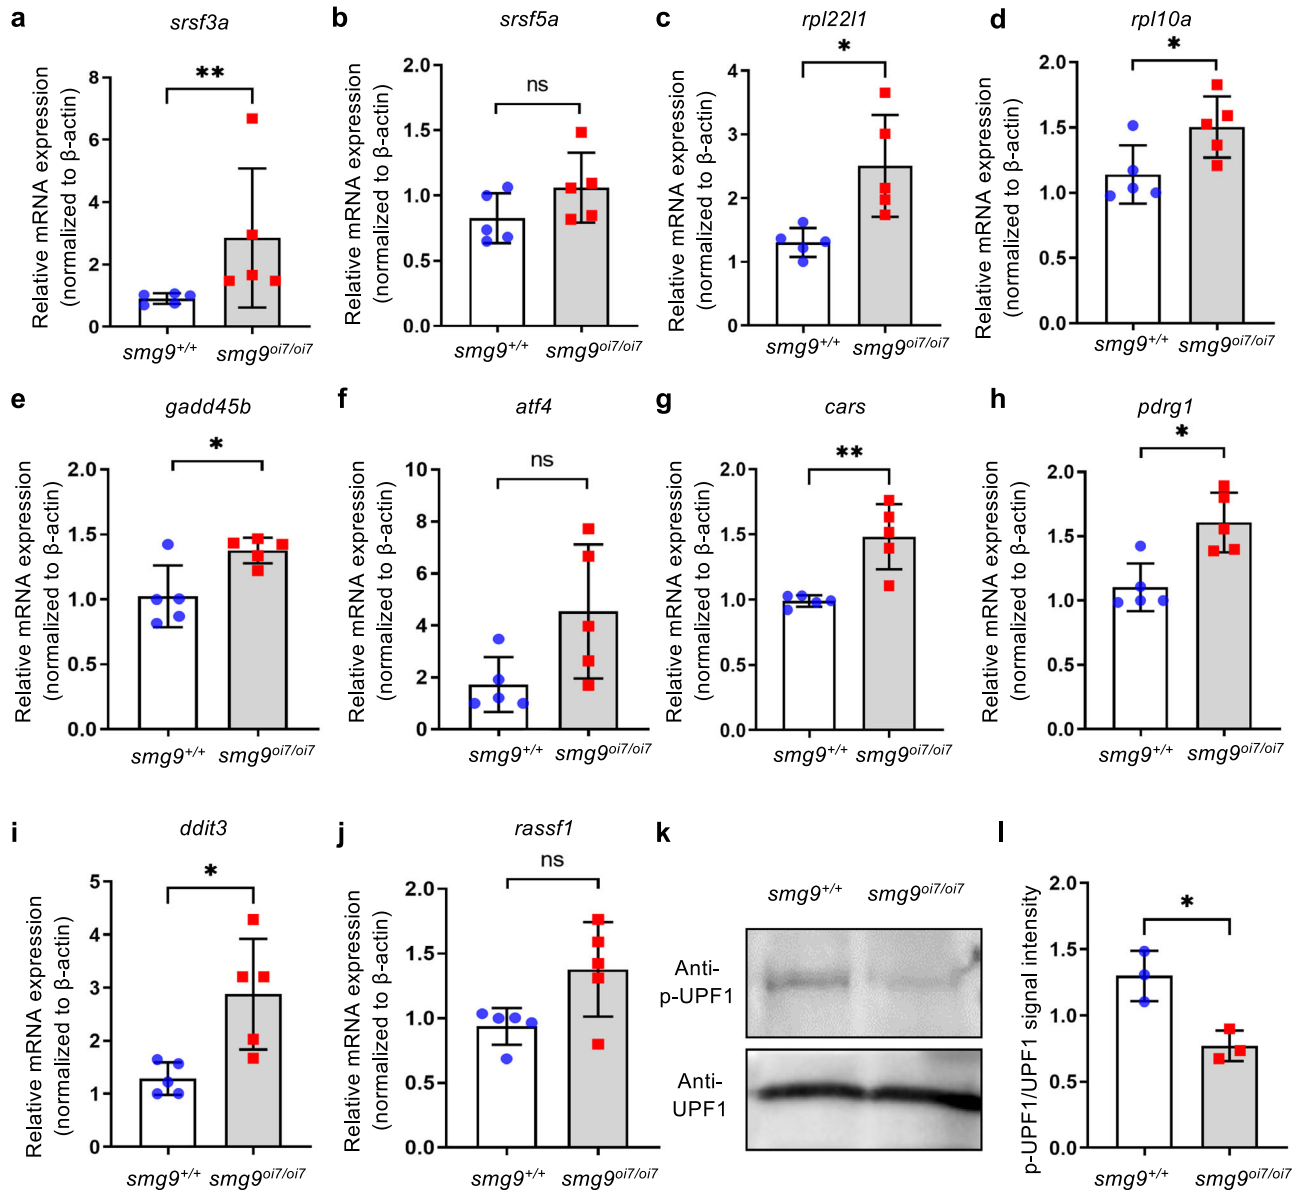 a
srsf3a
**
Relative mRNA expression
(normalized to β-actin)
8
6
4
2
0
smg9+/+
smg9oi7/oi7
b
srsf5a
ns
Relative mRNA expression
(normalized to β-actin)
2.0
1.5
1.0
0.5
0.0
smg9+/+
smg9oi7/oi7
c
rpl22l1
*
Relative mRNA expression
(normalized to β-actin)
4
3
2
1
0
smg9+/+
smg9oi7/oi7
d
rpl10a
*
Relative mRNA expression
(normalized to β-actin)
2.0
1.5
1.0
0.5
0.0
smg9+/+
smg9oi7/oi7
e
gadd45b
*
Relative mRNA expression
(normalized to β-actin)
2.0
1.5
1.0
0.5
0.0
smg9+/+
smg9oi7/oi7
f
atf4
ns
Relative mRNA expression
(normalized to β-actin)
10
8
6
4
2
0
smg9+/+
smg9oi7/oi7
g
cars
**
Relative mRNA expression
(normalized to β-actin)
2.0
1.5
1.0
0.5
0.0
smg9+/+
smg9oi7/oi7
h
pdrg1
*
Relative mRNA expression
(normalized to β-actin)
2.0
1.5
1.0
0.5
0.0
smg9+/+
smg9oi7/oi7
i
ddit3
*
Relative mRNA expression
(normalized to β-actin)
5
4
3
2
1
0
smg9+/+
smg9oi7/oi7
j
rassf1
ns
Relative mRNA expression
(normalized to β-actin)
2.0
1.5
1.0
0.5
0.0
smg9+/+
smg9oi7/oi7
k
smg9+/+
smg9oi7/oi7
Anti-
p-UPF1
Anti-
UPF1
l
*
p-UPF1/UPF1 signal intensity
2.0
1.5
1.0
0.5
0.0
smg9+/+
smg9oi7/oi7